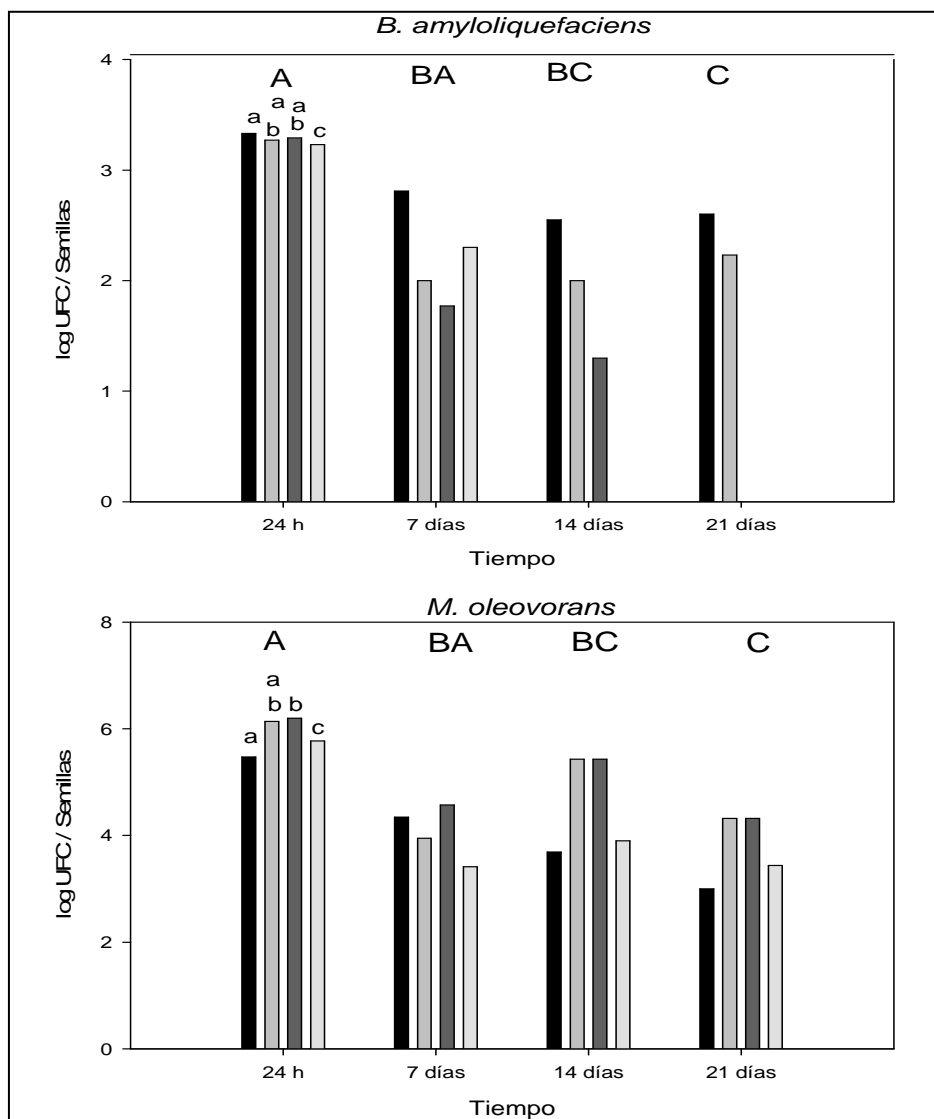 B. amyloliquefaciens
4
A BA BC C
a a
a b b c
3
2
1
0
log UFC / Semillas
24 h 7 días 14 días 21 días
Tiempo
M. oleovorans
8
A BA BC C
a
a b b c
6
4
2
0
log UFC / Semillas
24 h 7 días 14 días 21 días
Tiempo